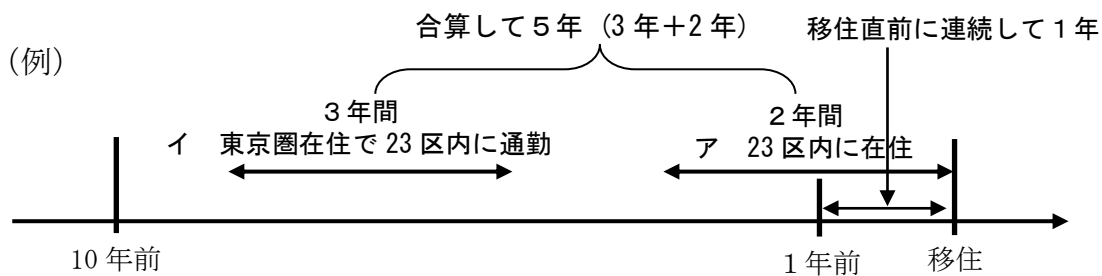 合算して５年（3 年＋2 年）
移住直前に連続して１年
（例）
３年間
２年間
イ　東京圏在住で 23 区内に通勤
ア　23 区内に在住
10 年前
１年前
移住